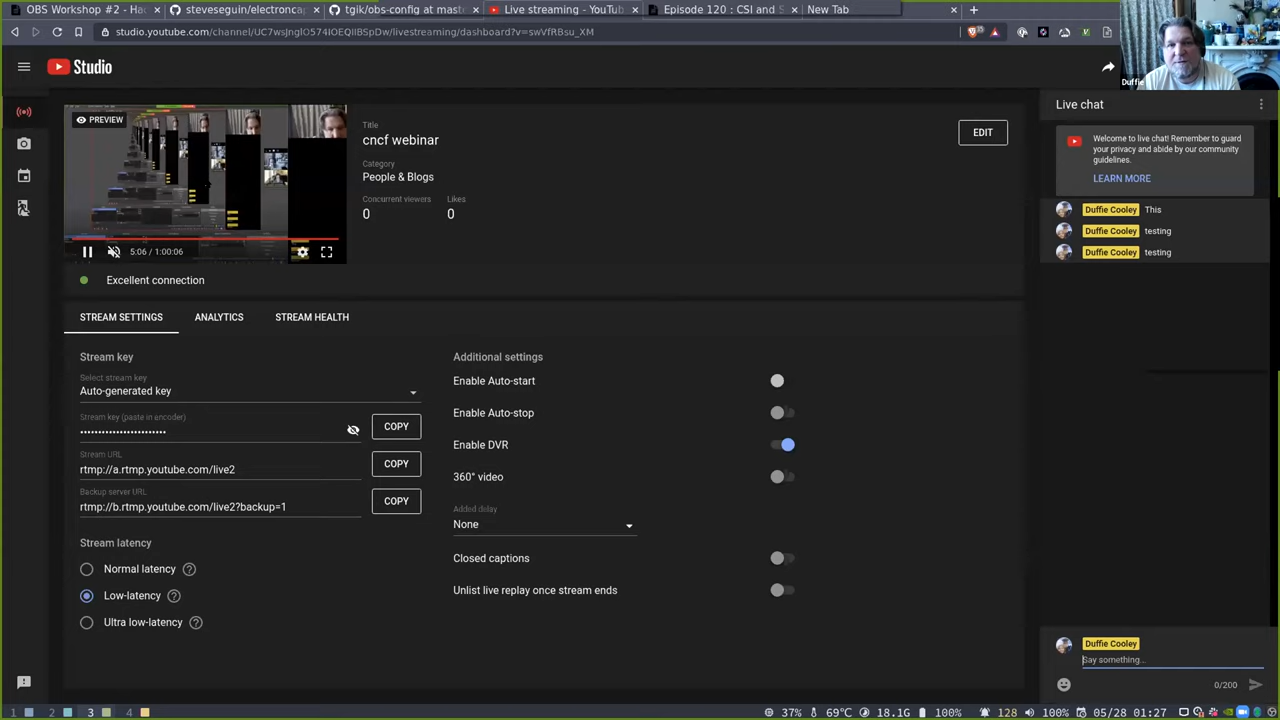 OBS Workshop #2 - Ha
steveseguin/electroncap
tgik/obs-config at mast
Live streaming - YouTub
Episode 120 : CSI and S
New Tab
studio.youtube.com/channel/UC7wsJnglO574IOEQIIBSpDw/livestreaming/dashboard?v=swVfRBsu_XM
Duffie
Studio
PREVIEW
5:06 / 1:00:06
Title
cncf webinar
Category
People & Blogs
Concurrent viewers
Likes
0
0
EDIT
Excellent connection
STREAM SETTINGS
ANALYTICS
STREAM HEALTH
Stream key
Select stream key
Auto-generated key
Stream key (paste in encoder)
••••••••••••••••••••••••
COPY
Stream URL
rtmp://a.rtmp.youtube.com/live2
COPY
Backup server URL
rtmp://b.rtmp.youtube.com/live2?backup=1
COPY
Stream latency
Normal latency
Low-latency
Ultra low-latency
Additional settings
Enable Auto-start
Enable Auto-stop
Enable DVR
360° video
Added delay
None
Closed captions
Unlist live replay once stream ends
Live chat
Welcome to live chat! Remember to guard
your privacy and abide by our community
guidelines.
LEARN MORE
Duffie Cooley This
Duffie Cooley testing
Duffie Cooley testing
Duffie Cooley
Say something...
0/200
1 2 3 4
37% 69°C 18.1G 100% 128 100% 05/28 01:27